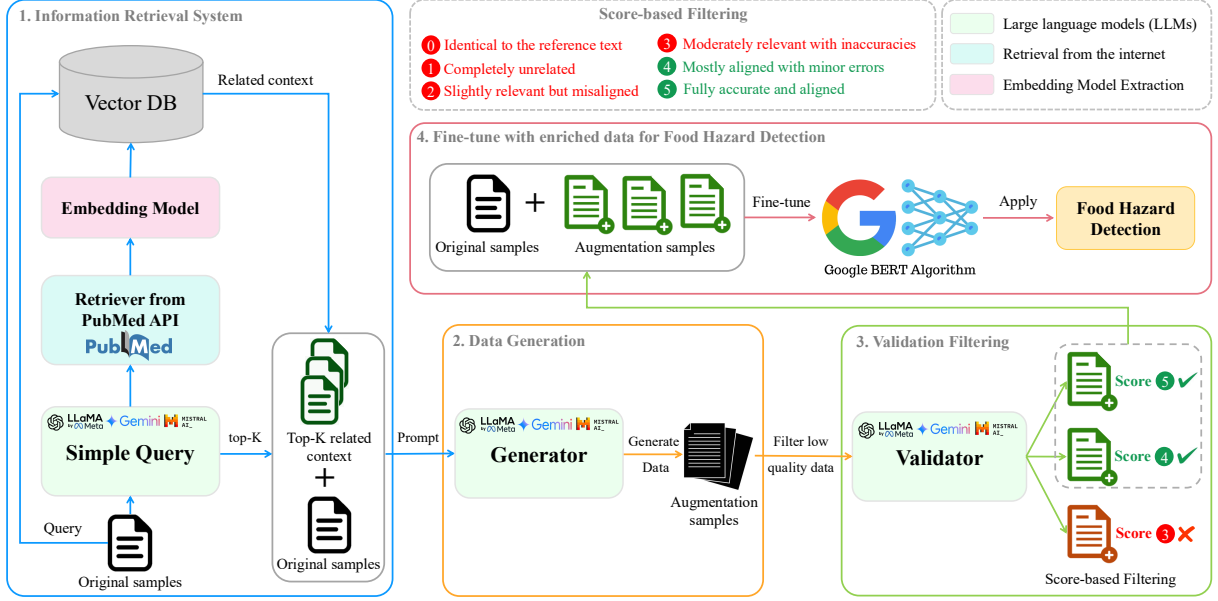 1. Information Retrieval System
Vector DB
Related context
Embedding Model
Retriever from
PubMed API
PubMed
LLaMA
by Meta
Gemini
MISTRAL
AI_
Simple Query
top-K
Query
Original samples
Top-K related
context
+
Original samples
Prompt
Score-based Filtering
0 Identical to the reference text
1 Completely unrelated
2 Slightly relevant but misaligned
3 Moderately relevant with inaccuracies
4 Mostly aligned with minor errors
5 Fully accurate and aligned
Large language models (LLMs)
Retrieval from the internet
Embedding Model Extraction
4. Fine-tune with enriched data for Food Hazard Detection
+
Original samples
Augmentation samples
Fine-tune
Google BERT Algorithm
Apply
Food Hazard
Detection
2. Data Generation
LLaMA
by Meta
Gemini
MISTRAL
AI_
Generator
Generate
Data
Augmentation
samples
Filter low
quality data
3. Validation Filtering
LLaMA
by Meta
Gemini
MISTRAL
AI_
Validator
Score 5
Score 4
Score 3
Score-based Filtering